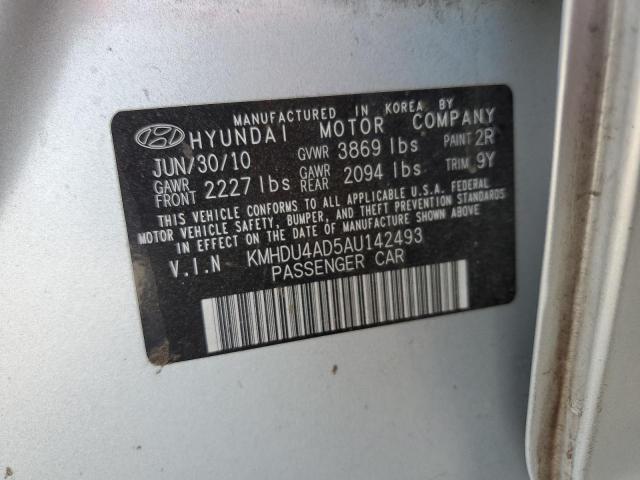 MANUFACTURED IN KOREA BY
HYUNDAI MOTOR COMPANY
JUN/30/10 GVWR 3869 lbs PAINT 2R
GAWR FRONT 2227 lbs GAWR REAR 2094 lbs TRIM 9Y
THIS VEHICLE CONFORMS TO ALL APPLICABLE U.S.A. FEDERAL
MOTOR VEHICLE SAFETY, BUMPER, AND THEFT PREVENTION STANDARDS
IN EFFECT ON THE DATE OF MANUFACTURE SHOWN ABOVE.
V.I.N KMHDU4AD5AU142493
PASSENGER CAR